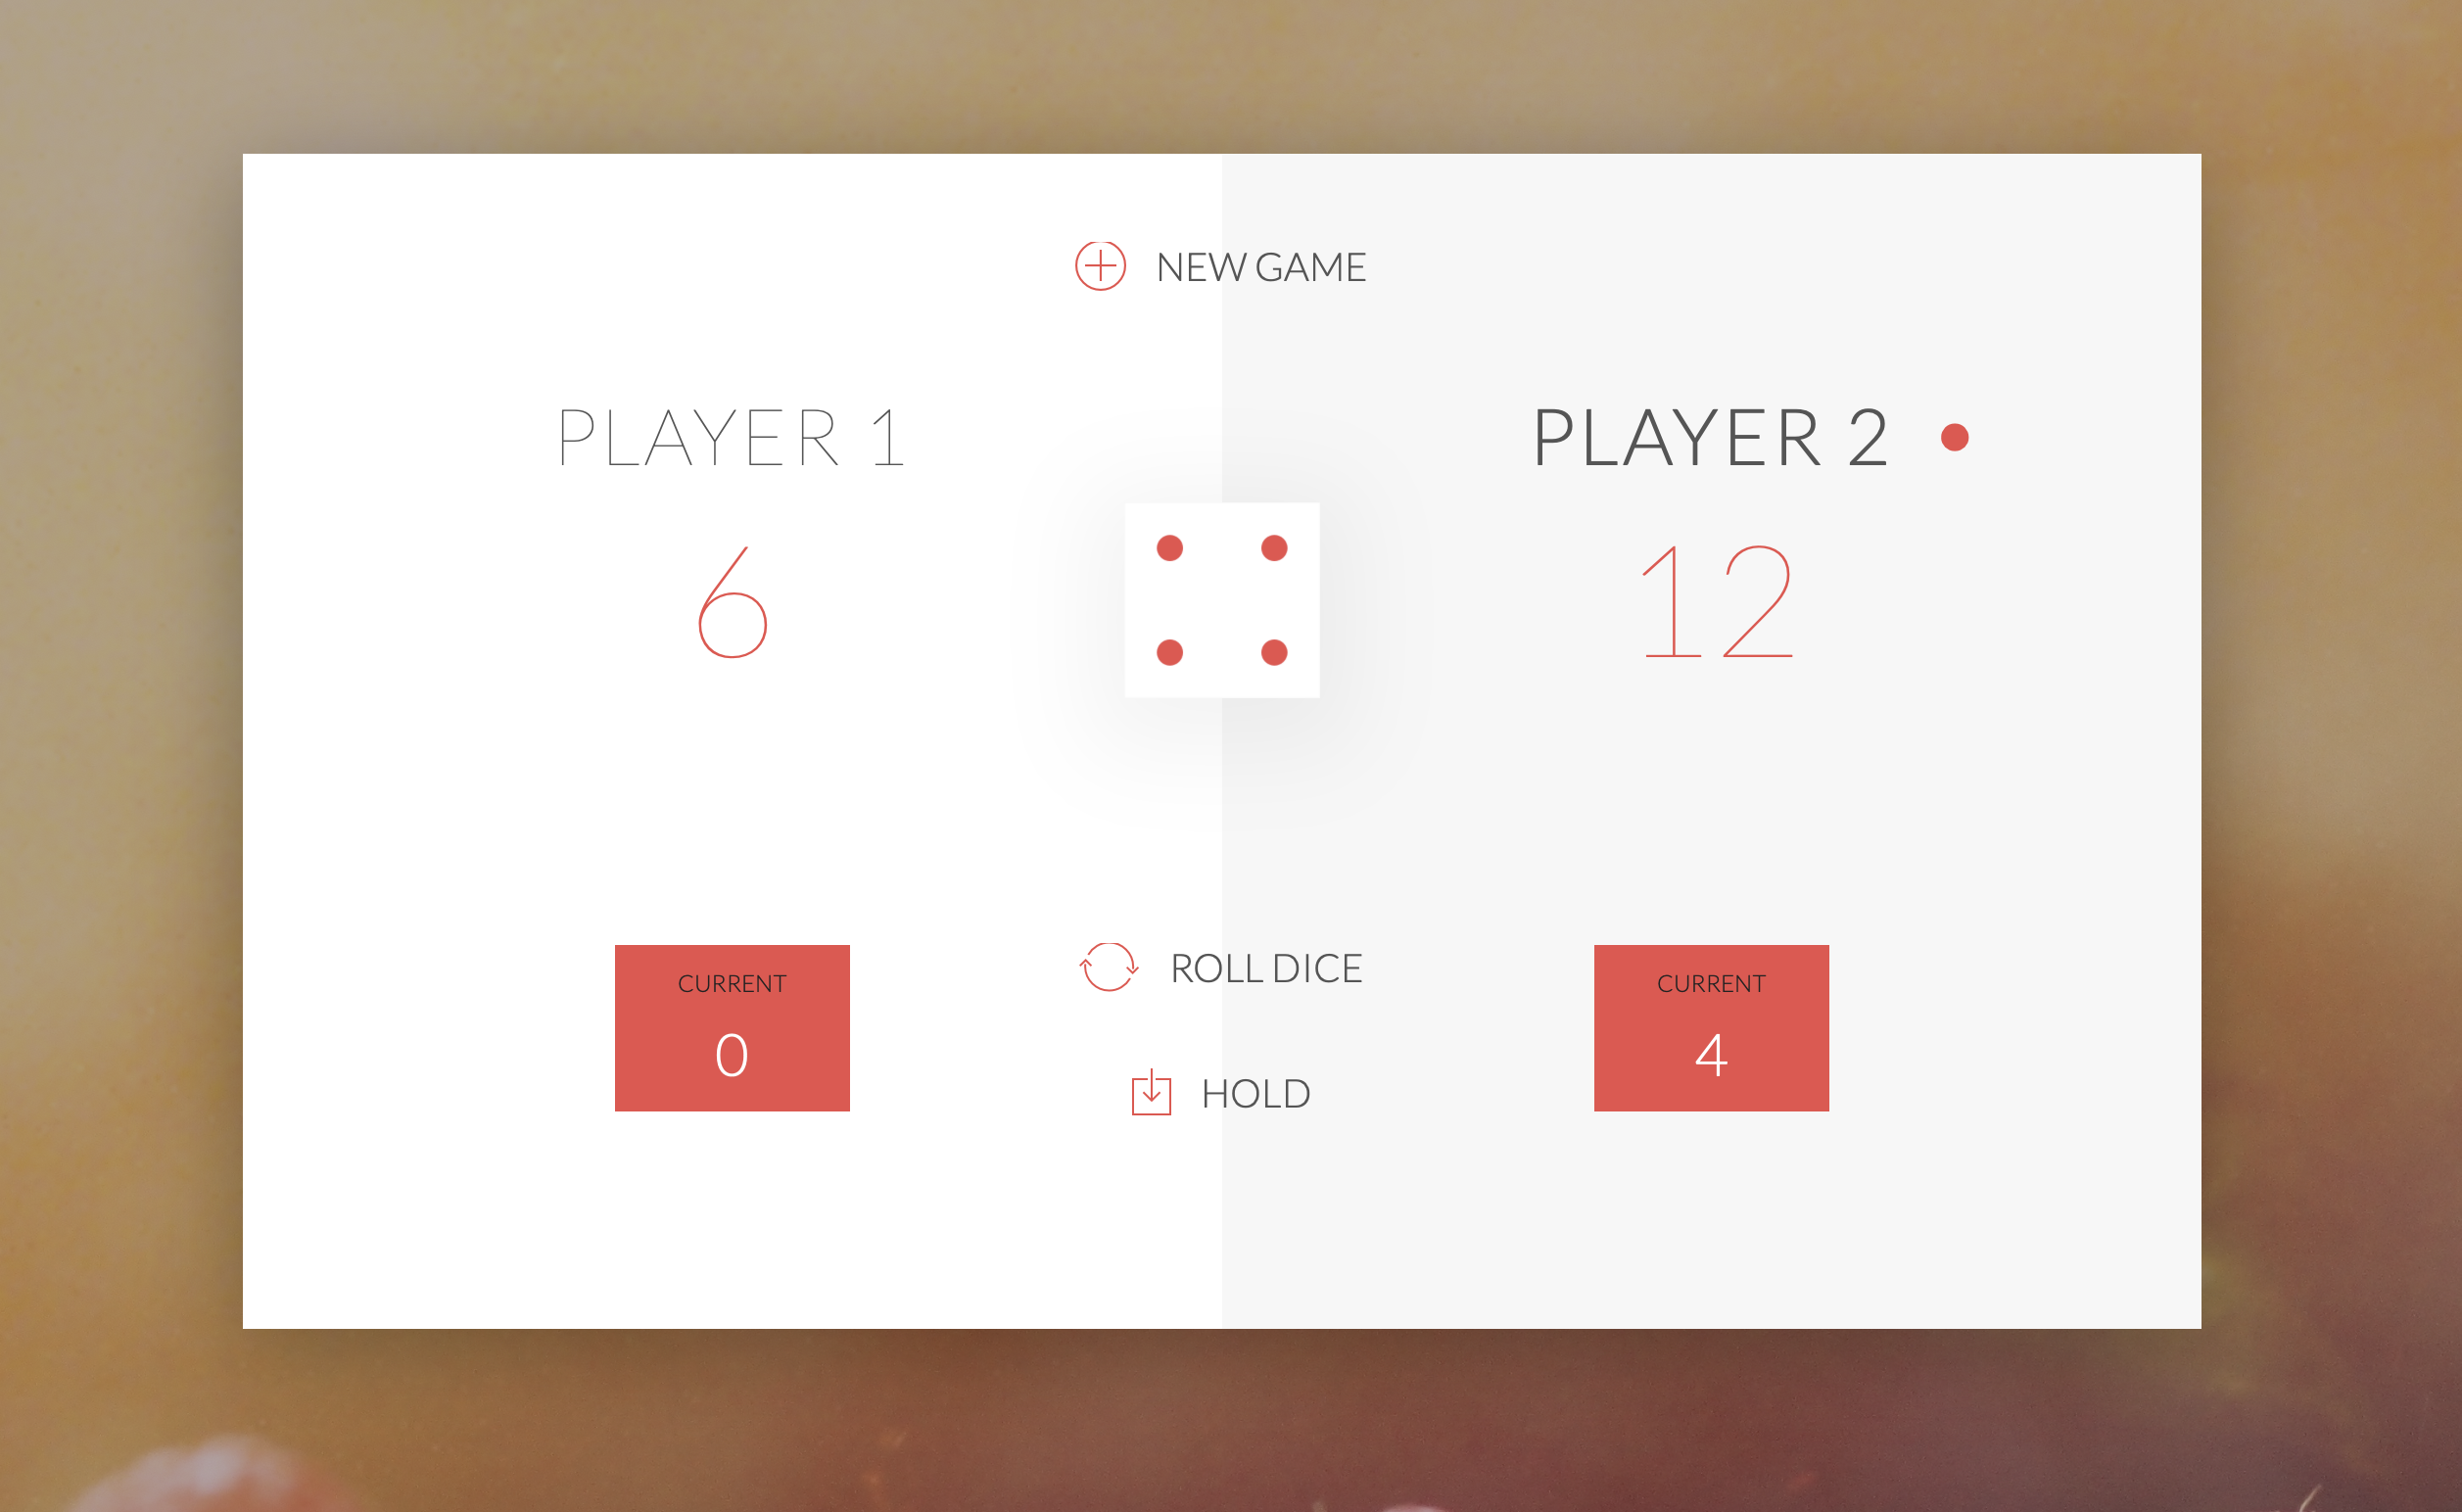 NEW GAME
PLAYER 1
6
PLAYER 2
12
CURRENT
0
ROLL DICE
HOLD
CURRENT
4